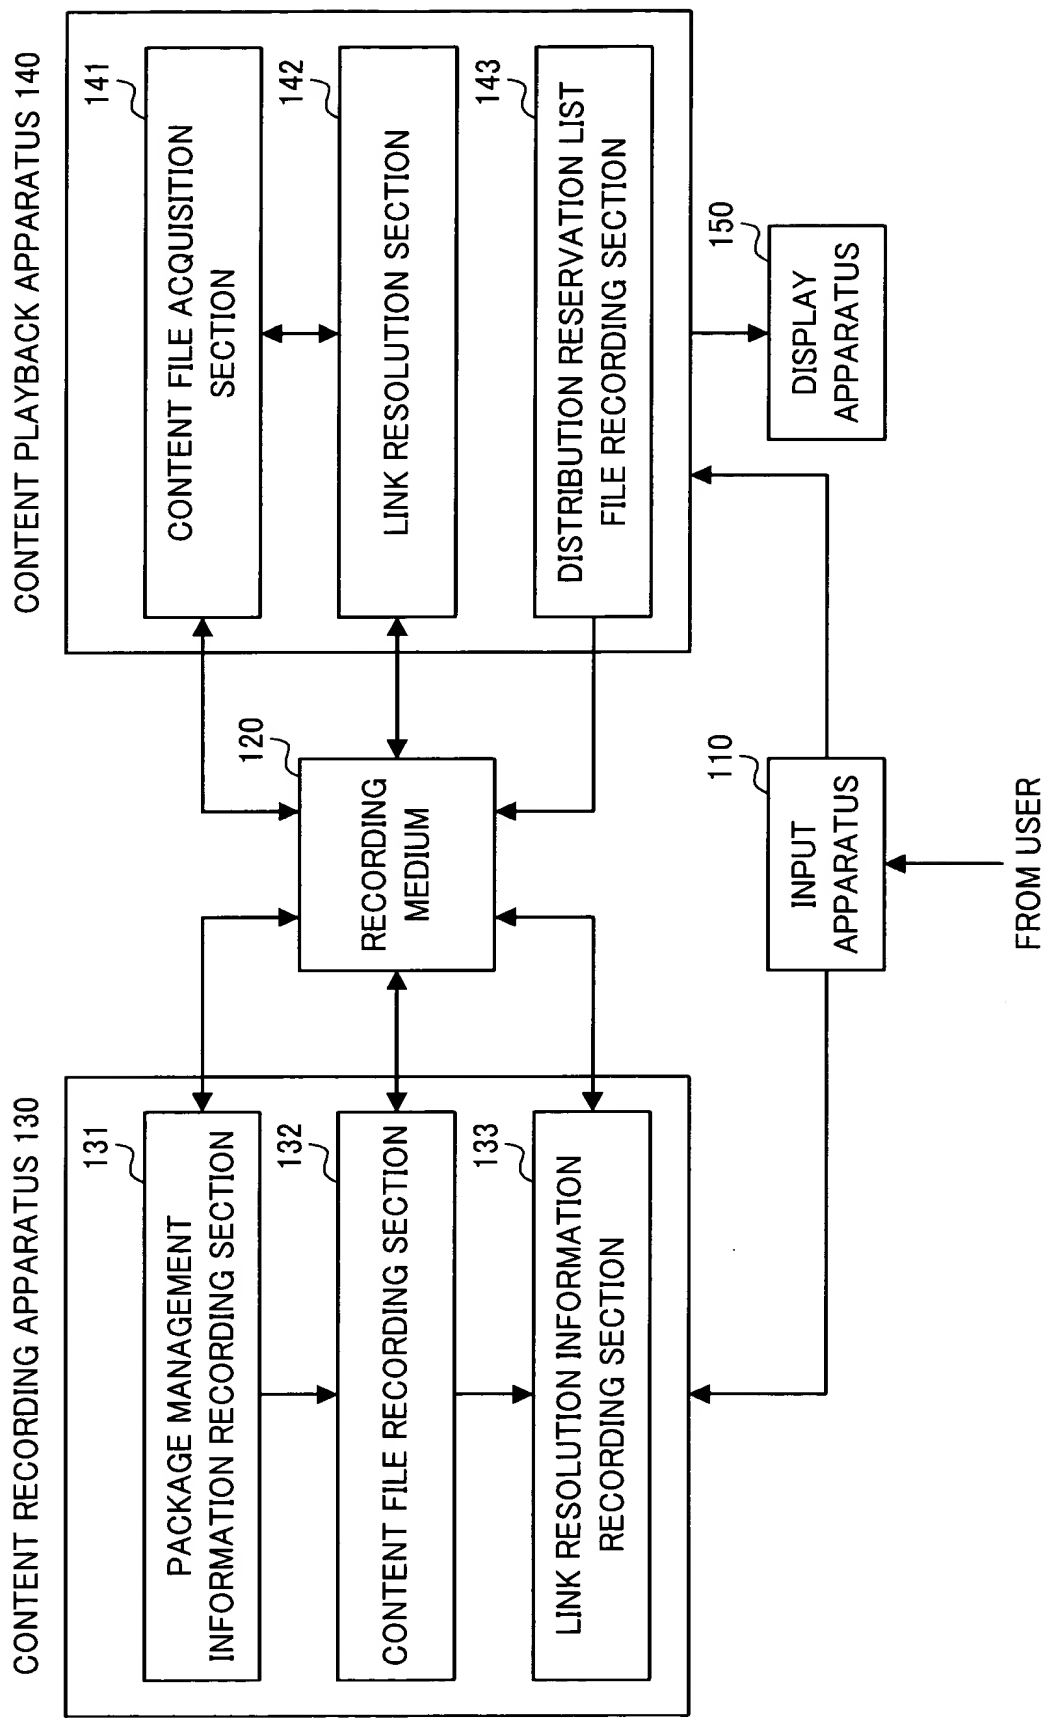 CONTENT RECORDING APPARATUS 130
131
PACKAGE MANAGEMENT
INFORMATION RECORDING SECTION
132
CONTENT FILE RECORDING SECTION
133
LINK RESOLUTION INFORMATION
RECORDING SECTION
120
RECORDING
MEDIUM
CONTENT PLAYBACK APPARATUS 140
141
CONTENT FILE ACQUISITION
SECTION
142
LINK RESOLUTION SECTION
143
DISTRIBUTION RESERVATION LIST
FILE RECORDING SECTION
110
INPUT
APPARATUS
150
DISPLAY
APPARATUS
FROM USER